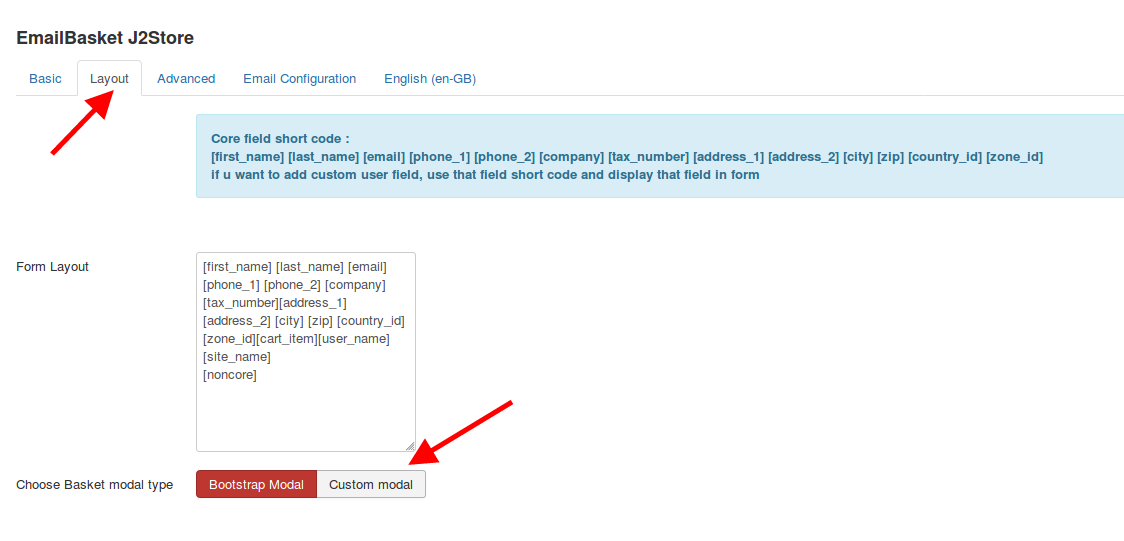 EmailBasket J2Store
Basic Layout Advanced Email Configuration English (en-GB)
Core field short code :
[first_name] [last_name] [email] [phone_1] [phone_2] [company] [tax_number] [address_1] [address_2] [city] [zip] [country_id] [zone_id]
if u want to add custom user field, use that field short code and display that field in form
Form Layout
[first_name] [last_name] [email]
[phone_1] [phone_2] [company]
[tax_number][address_1]
[address_2] [city] [zip] [country_id]
[zone_id][cart_item][user_name]
[site_name]
[noncore]
Choose Basket modal type Bootstrap Modal Custom modal